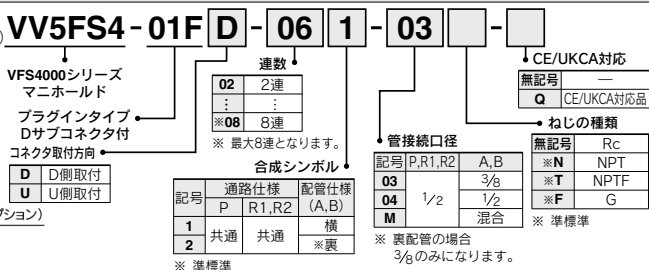 VV5FS4-01F D-06 1-03 □-□
VFS4000シリーズ
マニホールド
プラグインタイプ
Dサブコネクタ付
コネクタ取付方向
D D側取付
U U側取付
プション)
連数
02 2連
⋮ ⋮
※08 8連
※ 最大8連となります。
合成シンボル
記号 通路仕様 配管仕様
P R1,R2 (A,B)
1 共通 共通 横
2 ※裏
※ 準標準
管接続口径
記号 P,R1,R2 A,B
03 1/2 3/8
04 1/2
M 混合
※ 裏配管の場合
3/8のみになります。
CE/UKCA対応
無記号 —
Q CE/UKCA対応品
ねじの種類
無記号 Rc
※N NPT
※T NPTF
※F G
※ 準標準